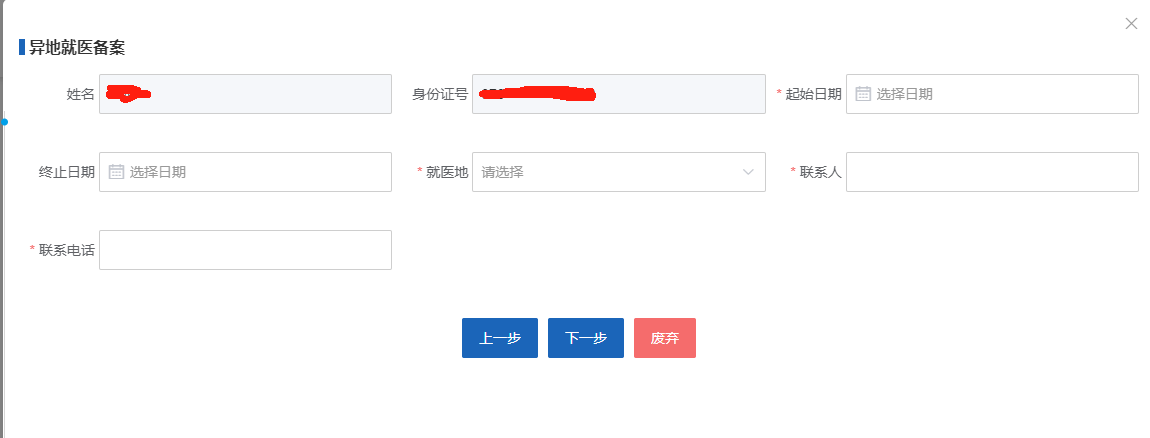 异地就医备案
姓名 身份证号 * 起始日期 选择日期
终止日期 选择日期 * 就医地 请选择 * 联系人
* 联系电话
上一步 下一步 废弃